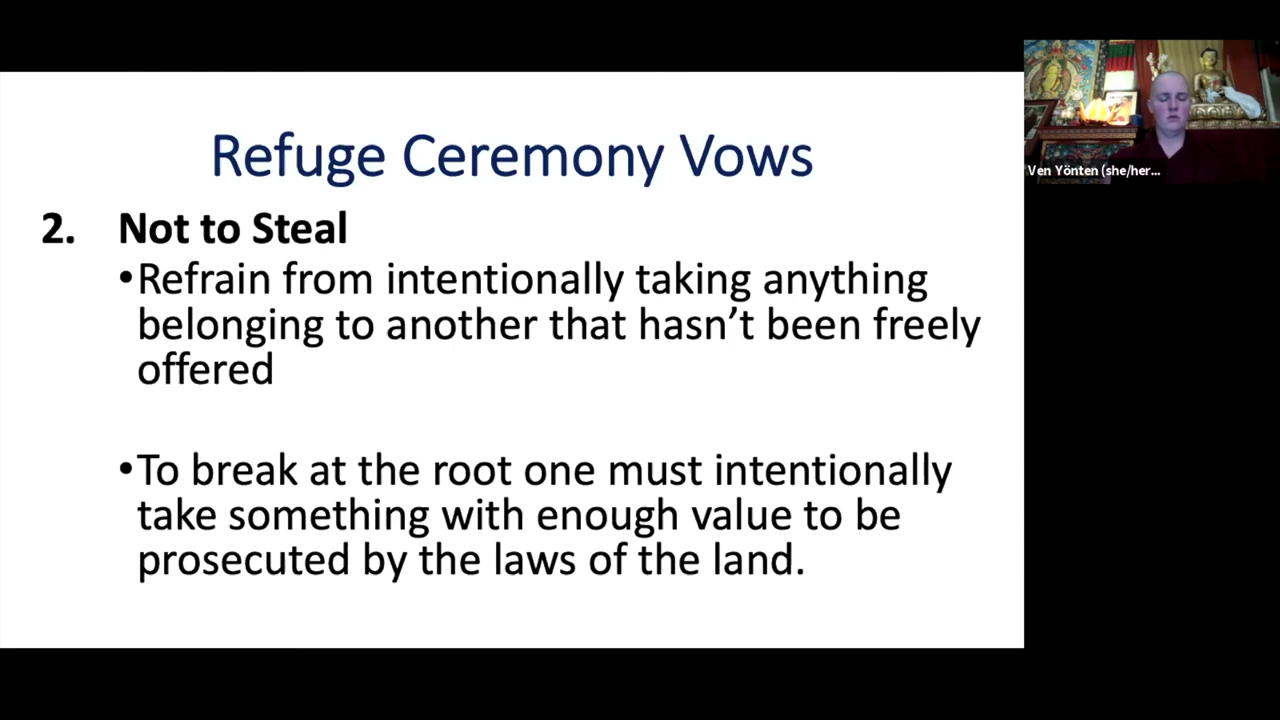 Refuge Ceremony Vows
2. Not to Steal
•Refrain from intentionally taking anything
belonging to another that hasn’t been freely
offered
•To break at the root one must intentionally
take something with enough value to be
prosecuted by the laws of the land.
Ven Yönten (she/her...